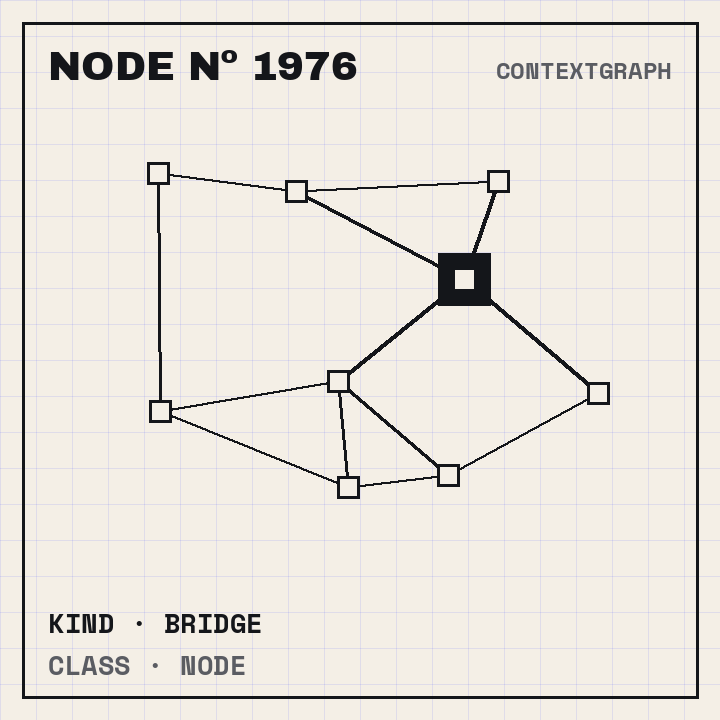 NODE Nº 1976
CONTEXTGRAPH
KIND · BRIDGE
CLASS · NODE